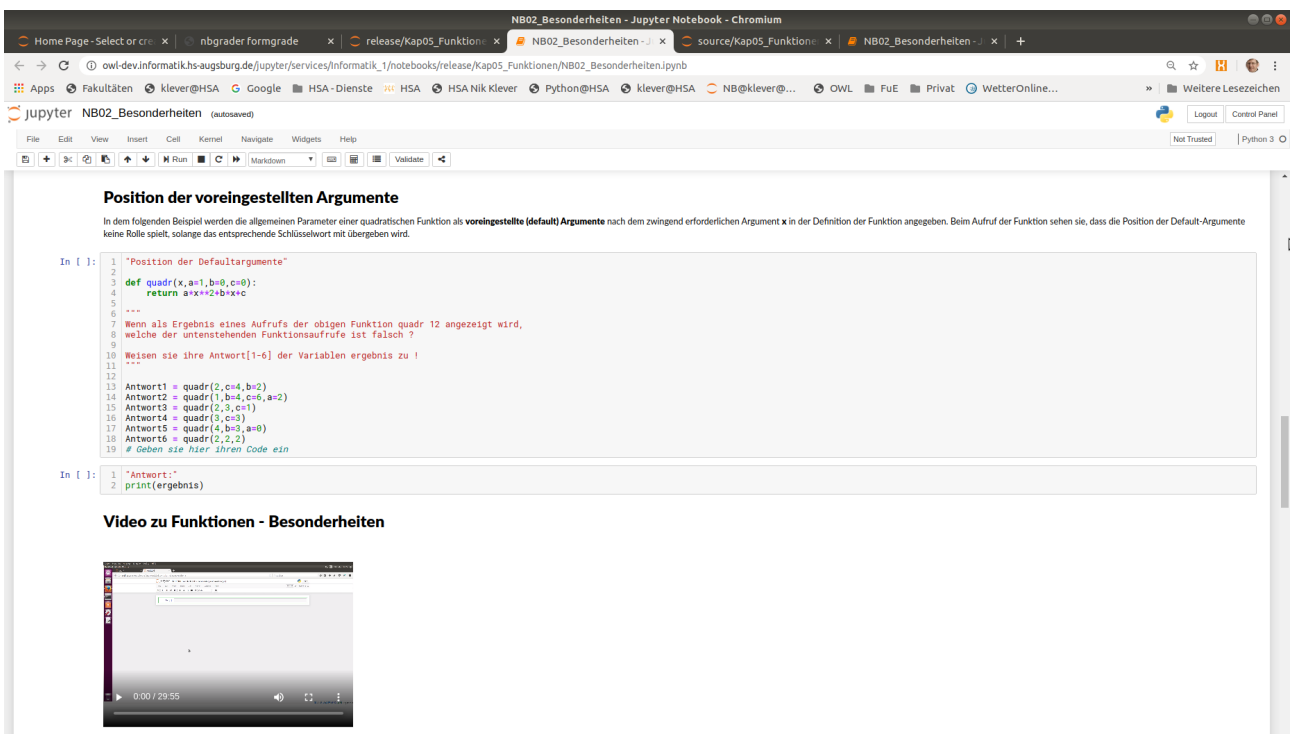 NB02_Besonderheiten - Jupyter Notebook - Chromium
Home Page - Select or cre
nbgrader formgrade
release/Kap05_Funktione
NB02_Besonderheiten - J
source/Kap05_Funktione
NB02_Besonderheiten - J
owl-dev.informatik.hs-augsburg.de/jupyter/services/Informatik_1/notebooks/release/Kap05_Funktionen/NB02_Besonderheiten.ipynb
Apps Fakultäten klever@HSA Google HSA-Dienste HSA HSA Nik Klever Python@HSA klever@HSA NB@klever@... OWL FuE Privat WetterOnline... » Weitere Lesezeichen
jupyter NB02_Besonderheiten (autosaved) Logout Control Panel
File Edit View Insert Cell Kernel Navigate Widgets Help Not Trusted Python 3
Run Markdown Validate
Position der voreingestellten Argumente
In dem folgenden Beispiel werden die allgemeinen Parameter einer quadratischen Funktion als voreingestellte (default) Argumente nach dem zwingend erforderlichen Argument x in der Definition der Funktion angegeben. Beim Aufruf der Funktion sehen sie, dass die Position der Default-Argumente
keine Rolle spielt, solange das entsprechende Schlüsselwort mit übergeben wird.
In [ ]: 1 "Position der Defaultargumente"
2
3 def quadr(x,a=1,b=0,c=0):
4 return a*x**2+b*x+c
5
6 """
7 Wenn als Ergebnis eines Aufrufs der obigen Funktion quadr 12 angezeigt wird,
8 welche der untenstehenden Funktionsaufrufe ist falsch ?
9
10 Weisen sie ihre Antwort[1-6] der Variablen ergebnis zu !
11 """
12
13 Antwort1 = quadr(2,c=4,b=2)
14 Antwort2 = quadr(1,b=4,c=6,a=2)
15 Antwort3 = quadr(2,3,c=1)
16 Antwort4 = quadr(3,c=3)
17 Antwort5 = quadr(4,b=3,a=0)
18 Antwort6 = quadr(2,2,2)
19 # Geben sie hier ihren Code ein
In [ ]: 1 "Antwort:"
2 print(ergebnis)
Video zu Funktionen - Besonderheiten
0:00 / 29:55